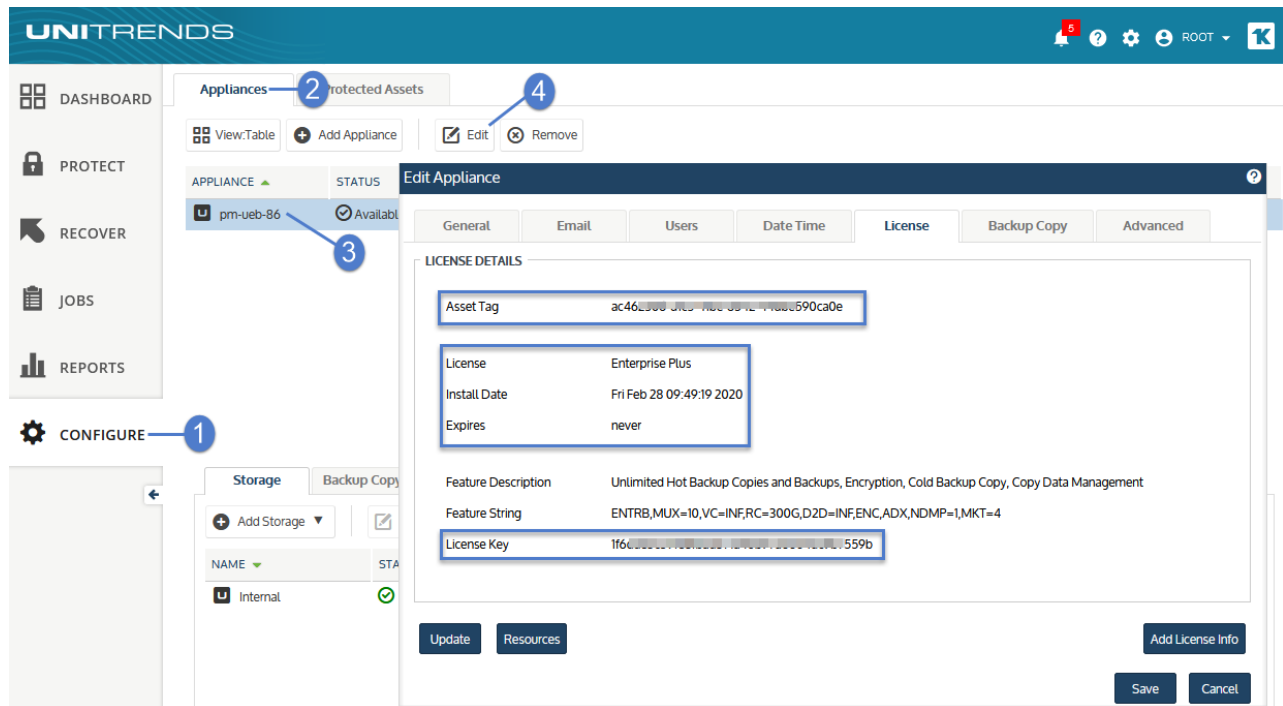 UNITRENDS
5
? ROOT
DASHBOARD
PROTECT
RECOVER
JOBS
REPORTS
CONFIGURE
1
Appliances
2
rotected Assets
4
View:Table
Add Appliance
Edit
Remove
APPLIANCE
STATUS
pm-ueb-86
Availabl
3
Edit Appliance
?
General
Email
Users
Date Time
License
Backup Copy
Advanced
LICENSE DETAILS
Asset Tag
License Enterprise Plus
Install Date Fri Feb 28 09:49:19 2020
Expires never
Feature Description Unlimited Hot Backup Copies and Backups, Encryption, Cold Backup Copy, Copy Data Management
Feature String ENTRB,MUX=10,VC=INF,RC=300G,D2D=INF,ENC,ADX,NDMP=1,MKT=4
License Key
Update
Resources
Add License Info
Save
Cancel
Storage
Backup Copy
Add Storage
NAME
STA
Internal